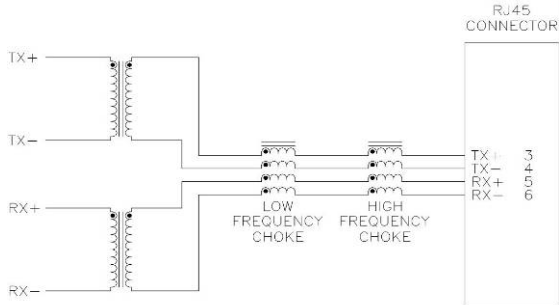 RJ45
CONNECTOR
TX+
TX-
TX+ 3
TX- 4
RX+ 5
RX- 6
RX+
RX-
LOW
FREQUENCY
CHOKE
HIGH
FREQUENCY
CHOKE